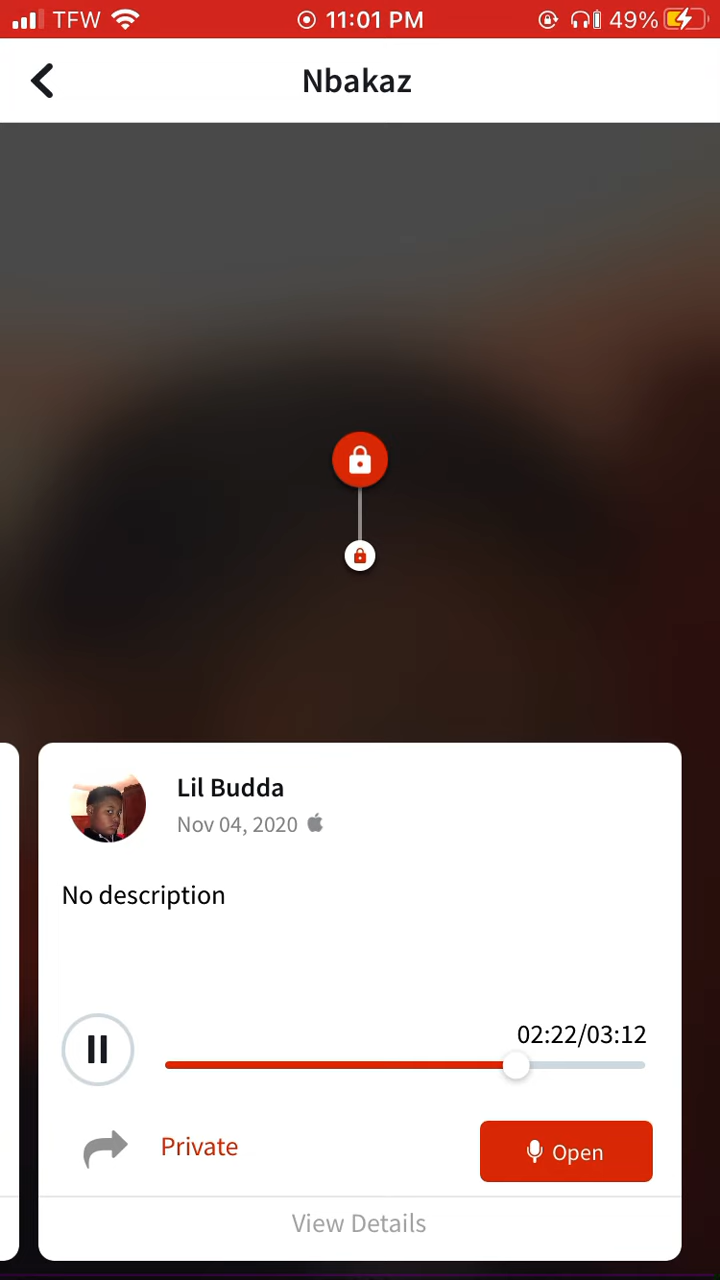 TFW 11:01 PM 49%
Nbakaz
Lil Budda
Nov 04, 2020
No description
02:22/03:12
Private
Open
View Details